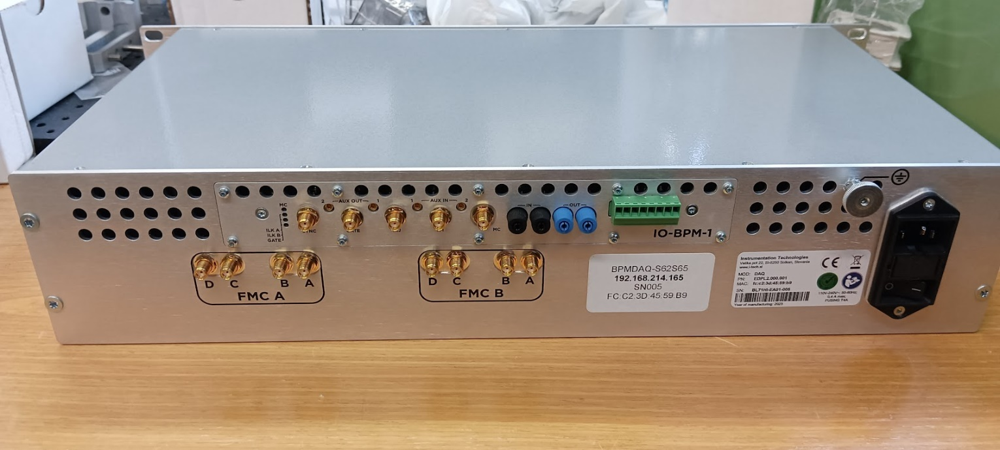 MC
2 AUX OUT 1
1 AUX IN 2
IN
OUT
ILK A
ILK B
GATE
MC
IO-BPM-1
D C B A
FMC A
D C B A
FMC B
BPMDAQ-S62S65
192.168.214.165
SN005
FC:C2:3D:45:59:B9
Instrumentation Technologies
Velika pot 22, SI-5250 Solkan, Slovenia
www.i-tech.si
MOD: DAQ
PN: EDPL2.000.001
MAC: fc:c2:3d:45:59:b9
SN: BL71HI-EA01-005
Year of manufacturing: 2023
CE
110V-240V~; 50-60Hz;
0,4 A max,
FUSING T4A